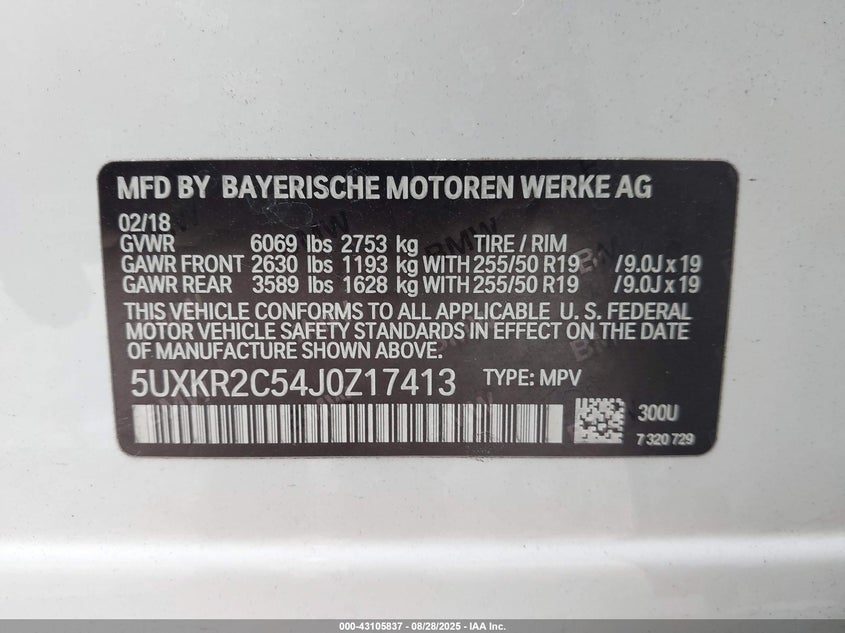 MFD BY BAYERISCHE MOTOREN WERKE AG
02/18
GVWR 6069 lbs 2753 kg TIRE / RIM
GAWR FRONT 2630 lbs 1193 kg WITH 255/50 R19 /9.0J x 19
GAWR REAR 3589 lbs 1628 kg WITH 255/50 R19 /9.0J x 19
THIS VEHICLE CONFORMS TO ALL APPLICABLE U. S. FEDERAL
MOTOR VEHICLE SAFETY STANDARDS IN EFFECT ON THE DATE
OF MANUFACTURE SHOWN ABOVE.
5UXKR2C54J0Z17413 TYPE: MPV
300U
7 320 729
000-43105837 - 08/28/2025 - IAA Inc.